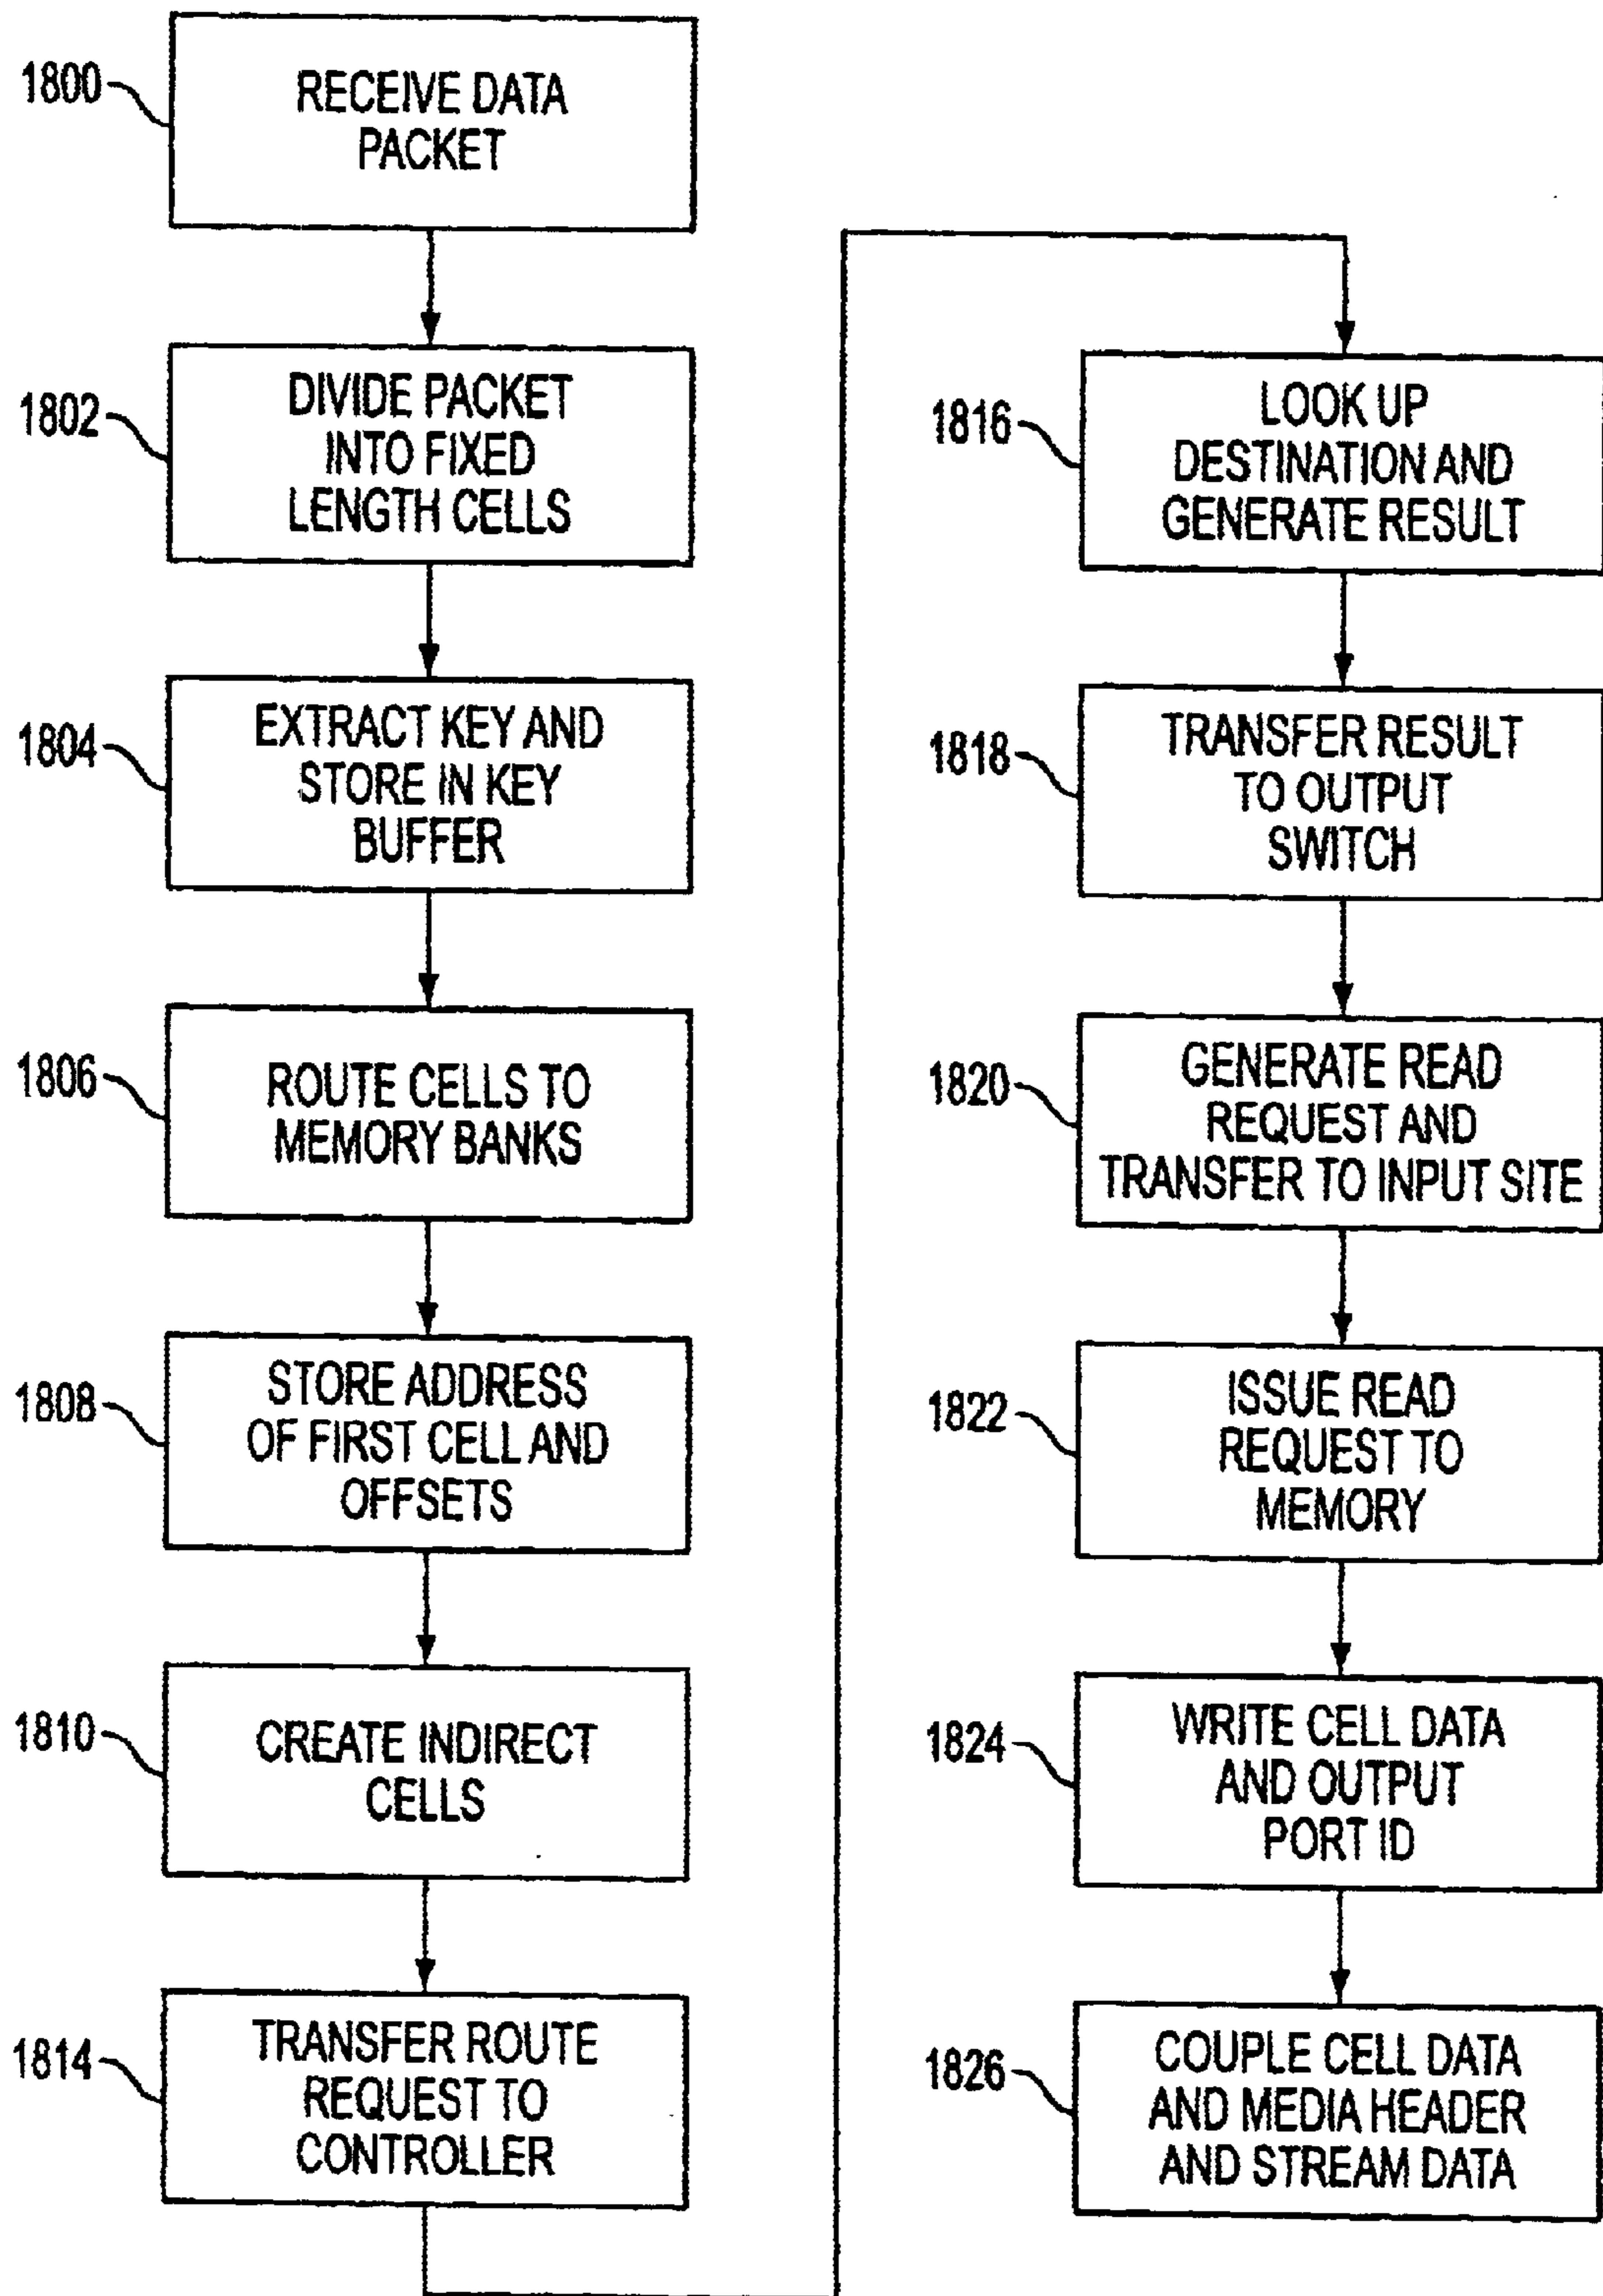 1800
RECEIVE DATA
PACKET
1802
DIVIDE PACKET
INTO FIXED
LENGTH CELLS
1804
EXTRACT KEY AND
STORE IN KEY
BUFFER
1806
ROUTE CELLS TO
MEMORY BANKS
1808
STORE ADDRESS
OF FIRST CELL AND
OFFSETS
1810
CREATE INDIRECT
CELLS
1814
TRANSFER ROUTE
REQUEST TO
CONTROLLER
1816
LOOK UP
DESTINATION AND
GENERATE RESULT
1818
TRANSFER RESULT
TO OUTPUT
SWITCH
1820
GENERATE READ
REQUEST AND
TRANSFER TO INPUT SITE
1822
ISSUE READ
REQUEST TO
MEMORY
1824
WRITE CELL DATA
AND OUTPUT
PORT ID
1826
COUPLE CELL DATA
AND MEDIA HEADER
AND STREAM DATA